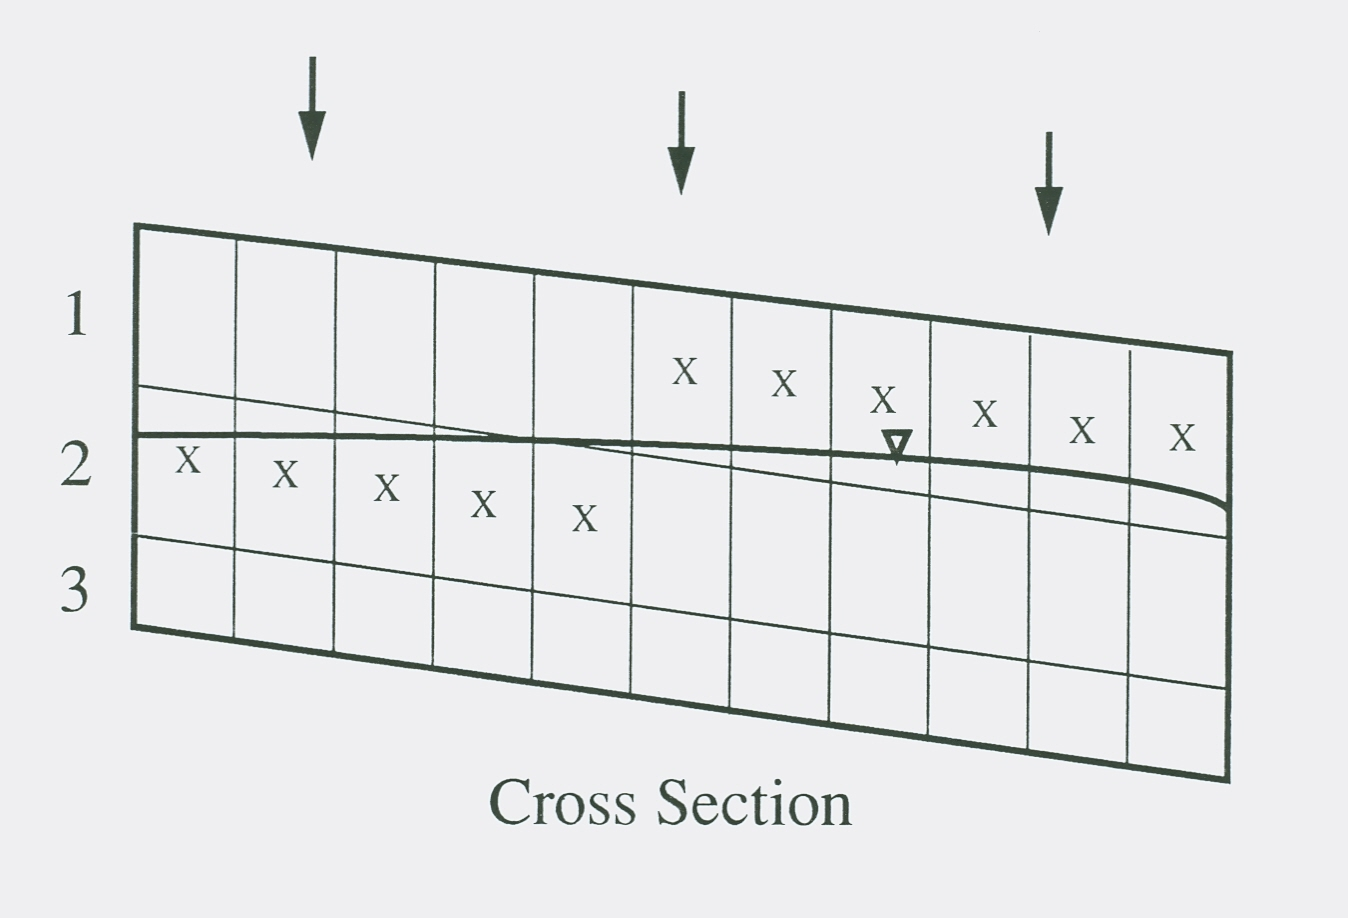 1
X X X X X X
2
X X X X X
3
Cross Section